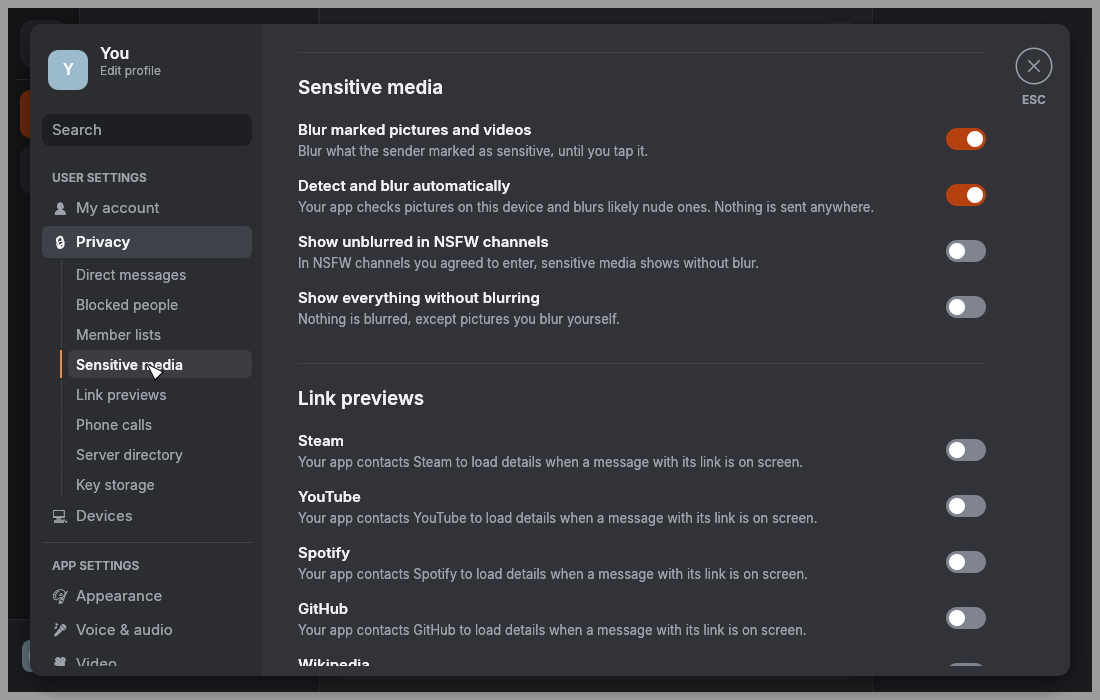 Y
You
Edit profile
Search
USER SETTINGS
My account
Privacy
Direct messages
Blocked people
Member lists
Sensitive media
Link previews
Phone calls
Server directory
Key storage
Devices
APP SETTINGS
Appearance
Voice & audio
Video
ESC
Sensitive media
Blur marked pictures and videos
Blur what the sender marked as sensitive, until you tap it.
Detect and blur automatically
Your app checks pictures on this device and blurs likely nude ones. Nothing is sent anywhere.
Show unblurred in NSFW channels
In NSFW channels you agreed to enter, sensitive media shows without blur.
Show everything without blurring
Nothing is blurred, except pictures you blur yourself.
Link previews
Steam
Your app contacts Steam to load details when a message with its link is on screen.
YouTube
Your app contacts YouTube to load details when a message with its link is on screen.
Spotify
Your app contacts Spotify to load details when a message with its link is on screen.
GitHub
Your app contacts GitHub to load details when a message with its link is on screen.
Wikipedia